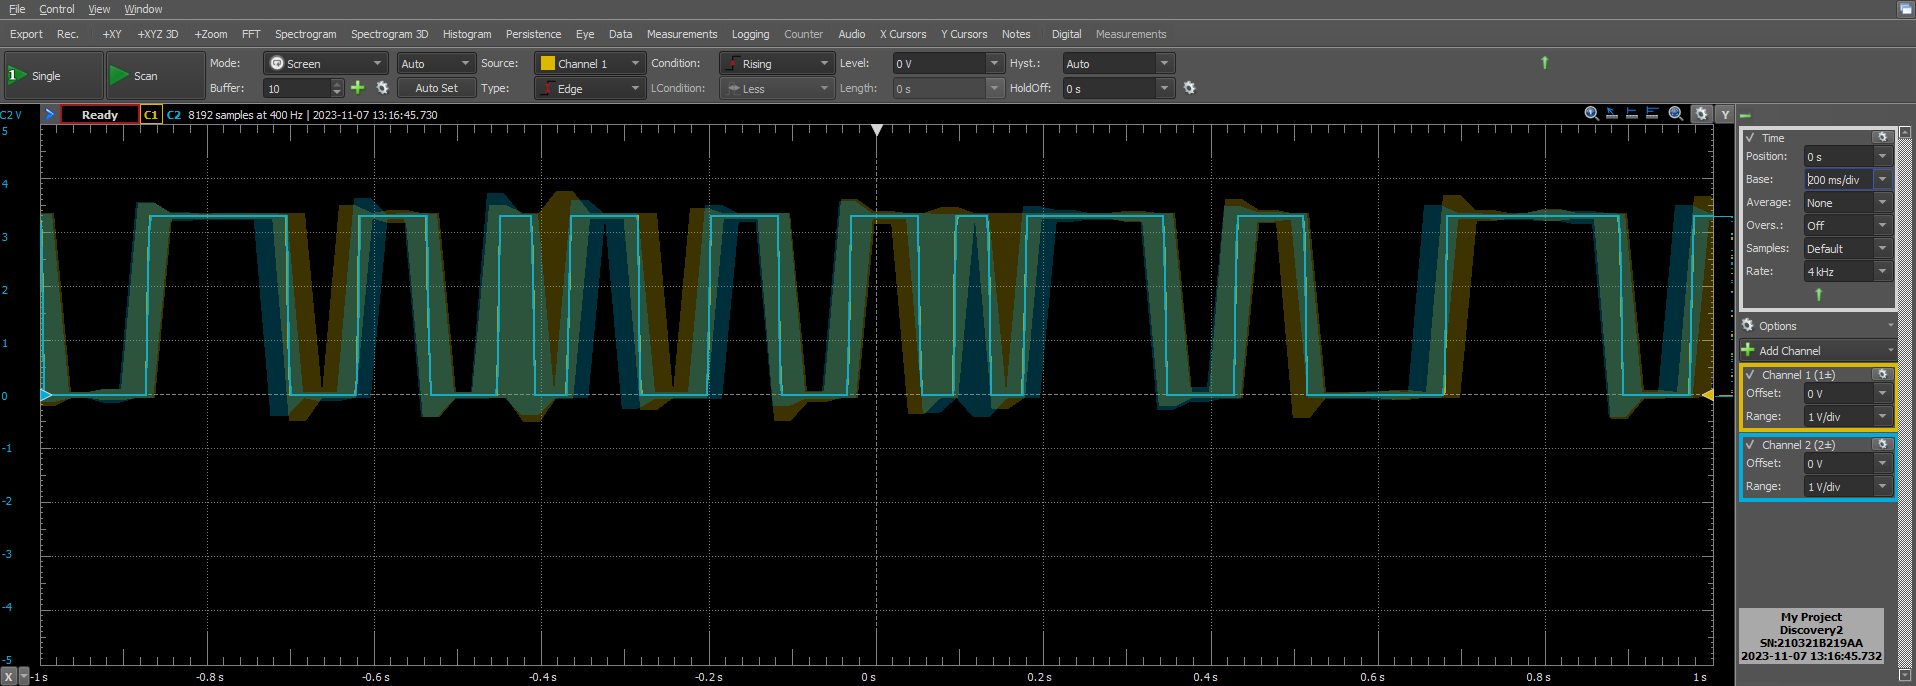 File Control View Window
Export Rec. +XY +XYZ 3D +Zoom FFT Spectrogram Spectrogram 3D Histogram Persistence Eye Data Measurements Logging Counter Audio X Cursors Y Cursors Notes Digital Measurements
1 Single Scan Mode: Screen Auto Source: Channel 1 Condition: Rising Level: 0 V Hyst.: Auto
Buffer: 10 Auto Set Type: Edge LCondition: Less Length: 0 s HoldOff: 0 s
C2 V Ready C1 C2 8192 samples at 400 Hz | 2023-11-07 13:16:45.730 Y
5
4
3
2
1
0
-1
-2
-3
-4
-5
X -1 s -0.8 s -0.6 s -0.4 s -0.2 s 0 s 0.2 s 0.4 s 0.6 s 0.8 s 1 s
Time
Position: 0 s
Base: 200 ms/div
Average: None
Overs.: Off
Samples: Default
Rate: 4 kHz
Options
Add Channel
Channel 1 (1±)
Offset: 0 V
Range: 1 V/div
Channel 2 (2±)
Offset: 0 V
Range: 1 V/div
My Project
Discovery2
SN:210321B219AA
2023-11-07 13:16:45.732